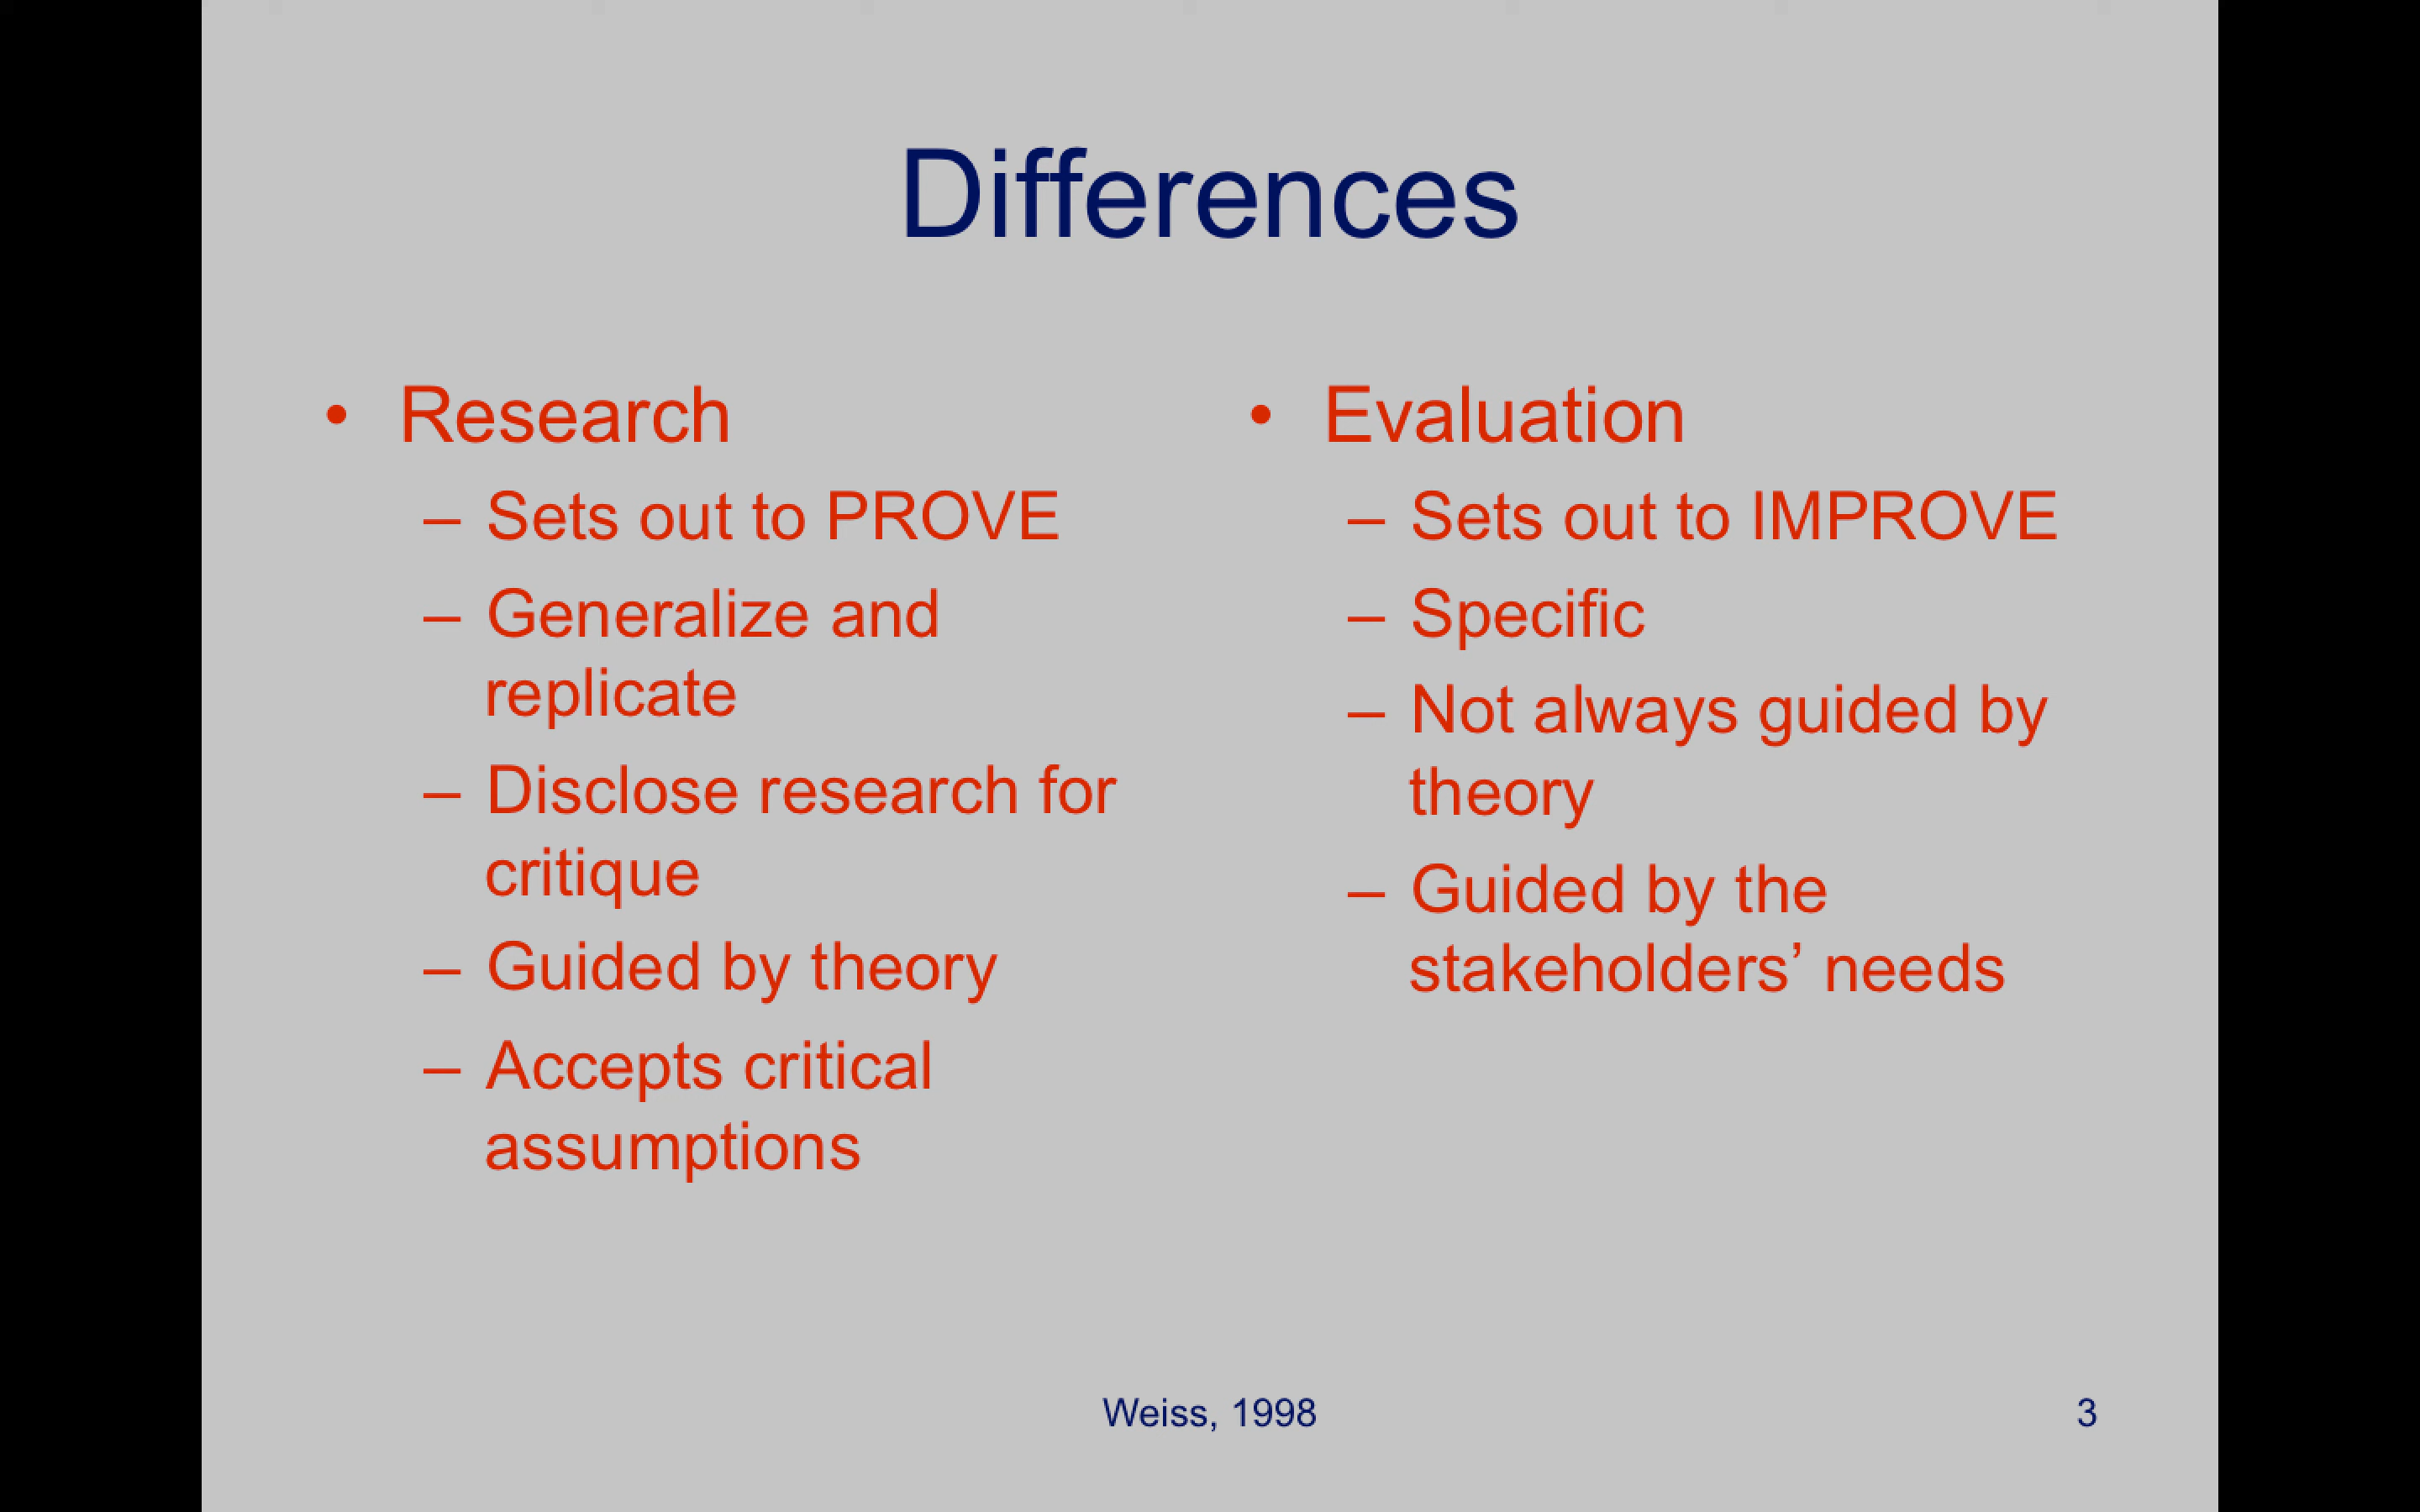 Differences
• Research
– Sets out to PROVE
– Generalize and
replicate
– Disclose research for
critique
– Guided by theory
– Accepts critical
assumptions
• Evaluation
– Sets out to IMPROVE
– Specific
– Not always guided by
theory
– Guided by the
stakeholders’ needs
Weiss, 1998
3